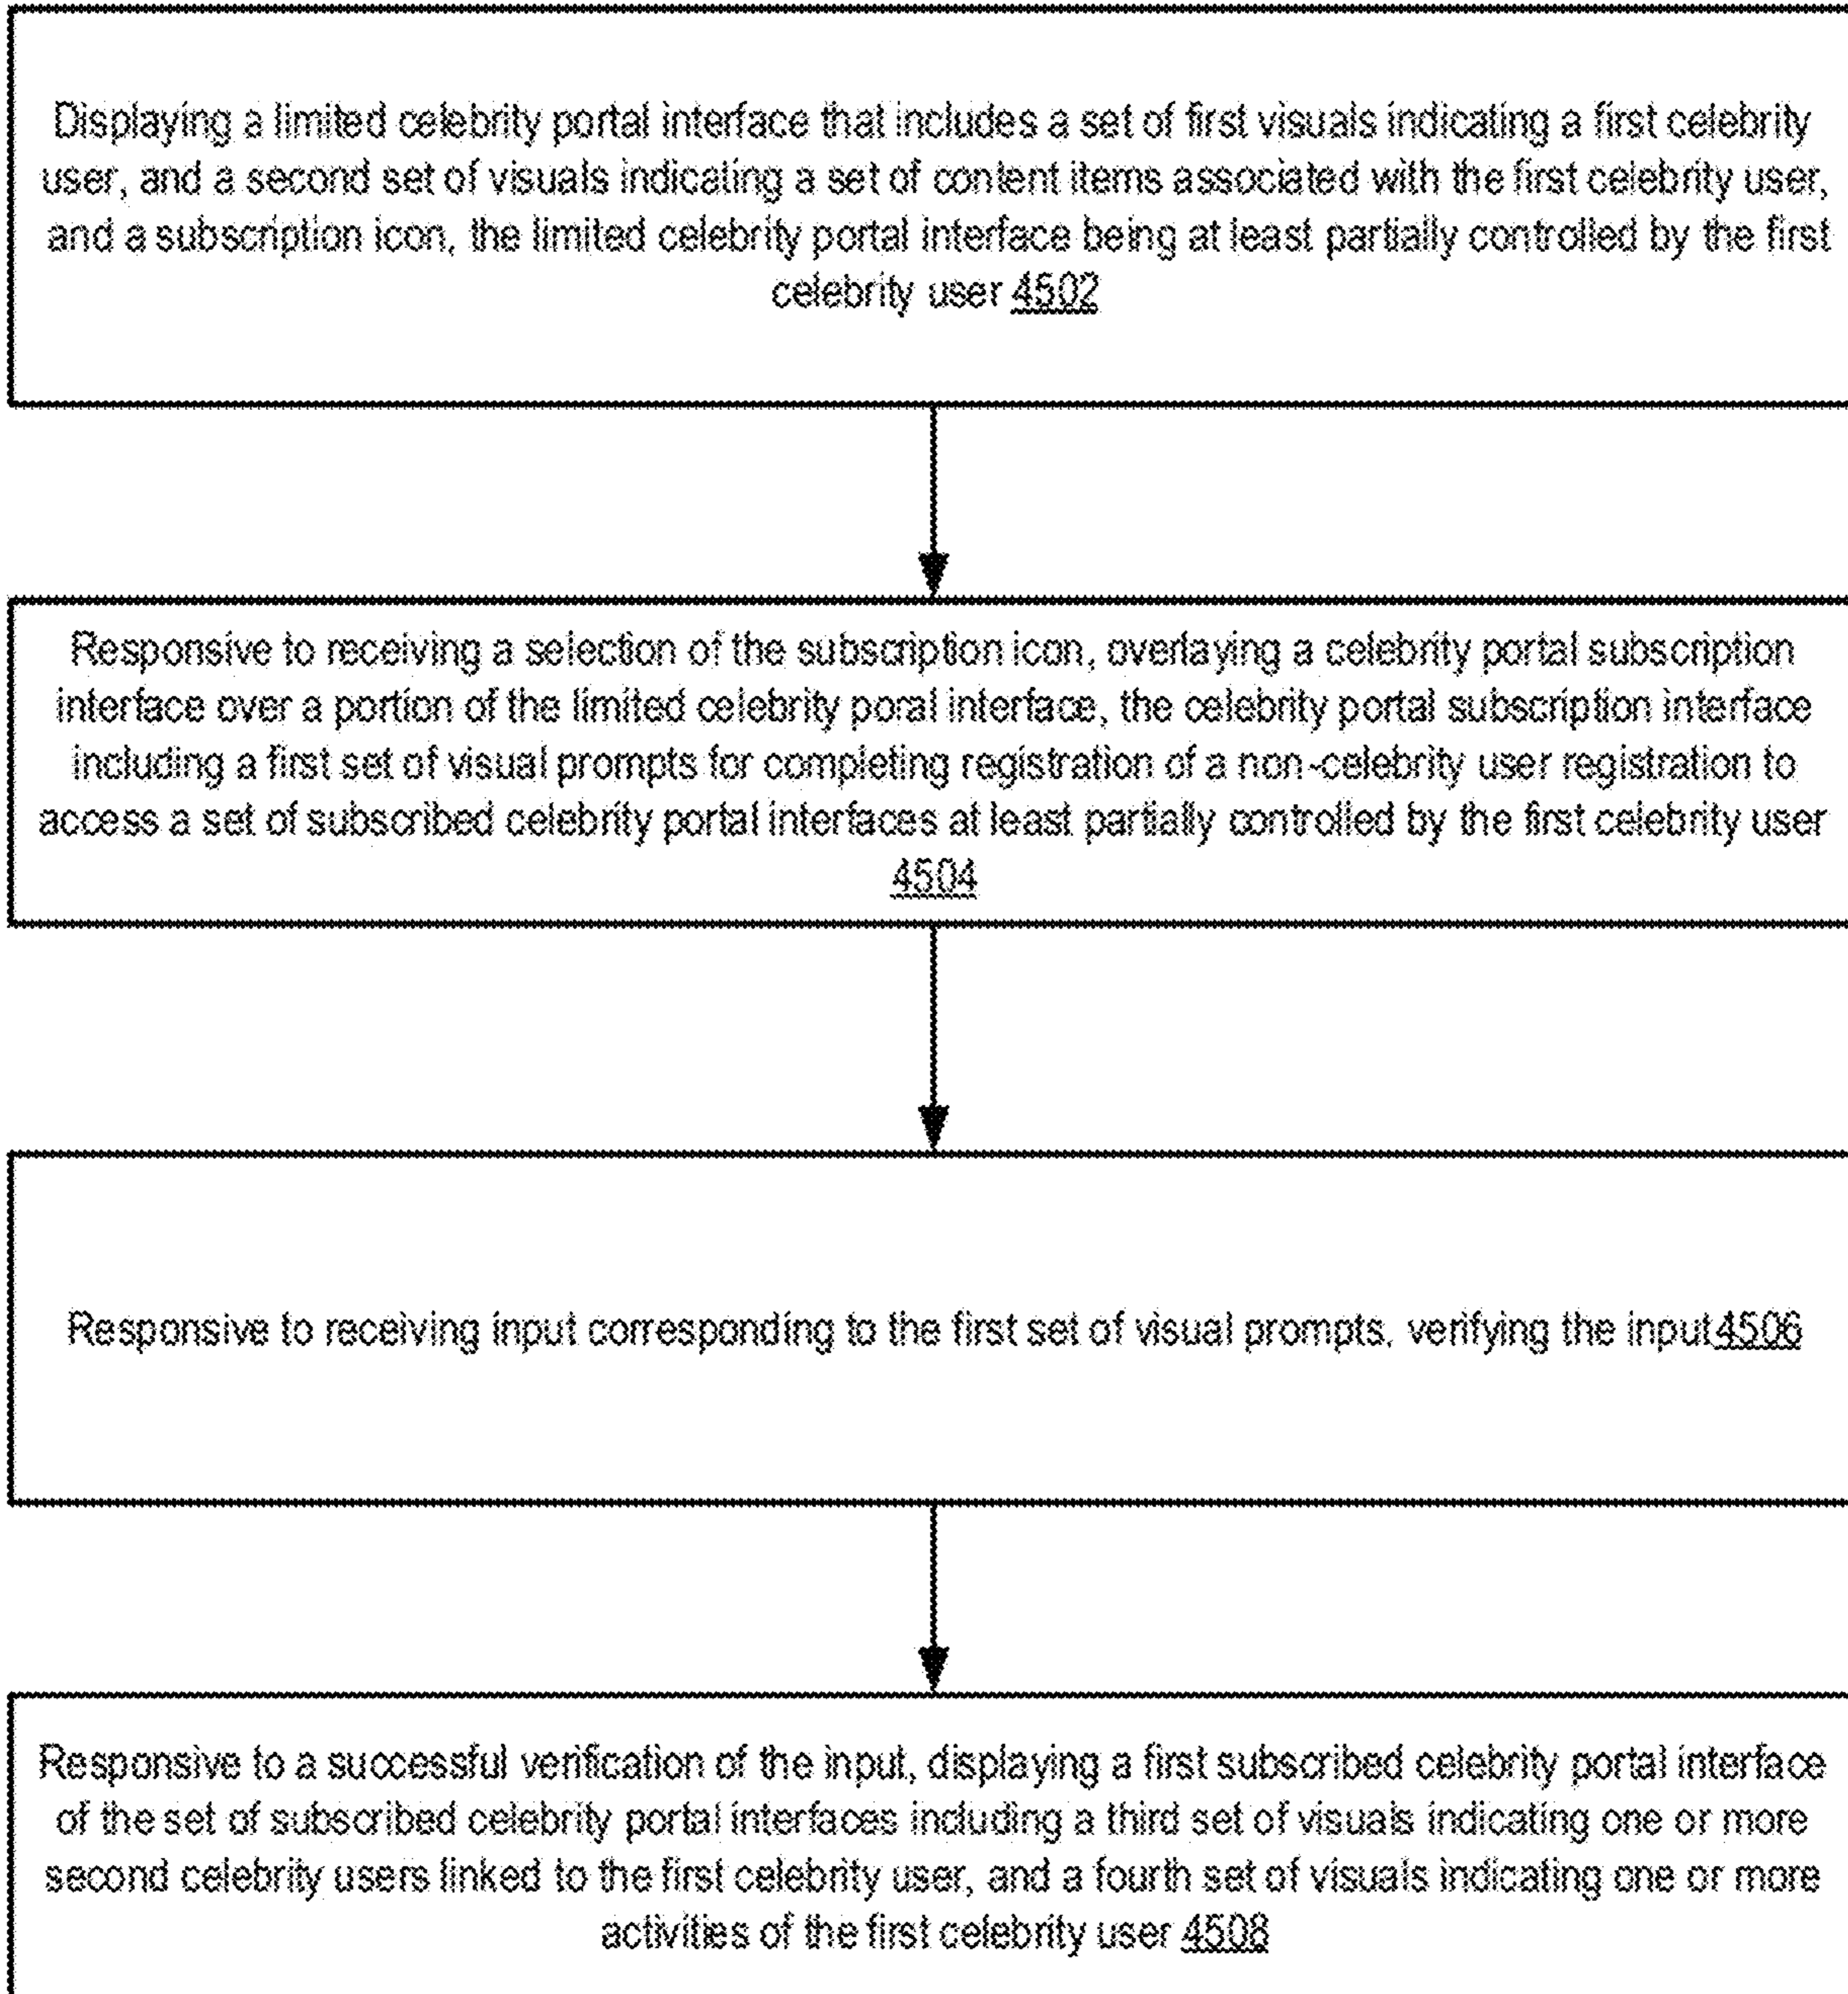 Displaying a limited celebrity portal interface that includes a set of first visuals indicating a first celebrity
user, and a second set of visuals indicating a set of content items associated with the first celebrity user,
and a subscription icon, the limited celebrity portal interface being at least partially controlled by the first
celebrity user 4502
Responsive to receiving a selection of the subscription icon, overlaying a celebrity portal subscription
interface over a portion of the limited celebrity poral interface, the celebrity portal subscription interface
including a first set of visual prompts for completing registration of a non-celebrity user registration to
access a set of subscribed celebrity portal interfaces at least partially controlled by the first celebrity user
4504
Responsive to receiving input corresponding to the first set of visual prompts, verifying the input 4506
Responsive to a successful verification of the input, displaying a first subscribed celebrity portal interface
of the set of subscribed celebrity portal interfaces including a third set of visuals indicating one or more
second celebrity users linked to the first celebrity user, and a fourth set of visuals indicating one or more
activities of the first celebrity user 4508